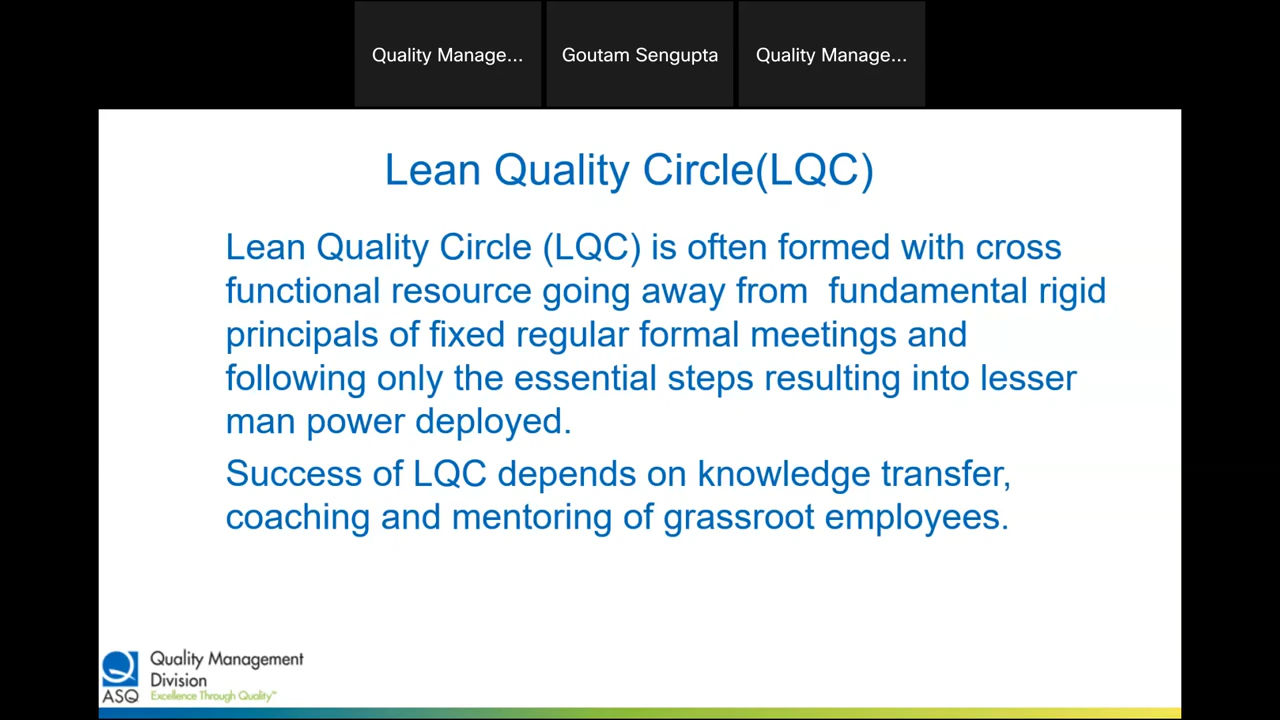 Quality Manage...
Goutam Sengupta
Quality Manage...
Lean Quality Circle(LQC)
Lean Quality Circle (LQC) is often formed with cross
functional resource going away from  fundamental rigid
principals of fixed regular formal meetings and
following only the essential steps resulting into lesser
man power deployed.
Success of LQC depends on knowledge transfer,
coaching and mentoring of grassroot employees.
Quality Management
Division
ASQ Excellence Through Quality™